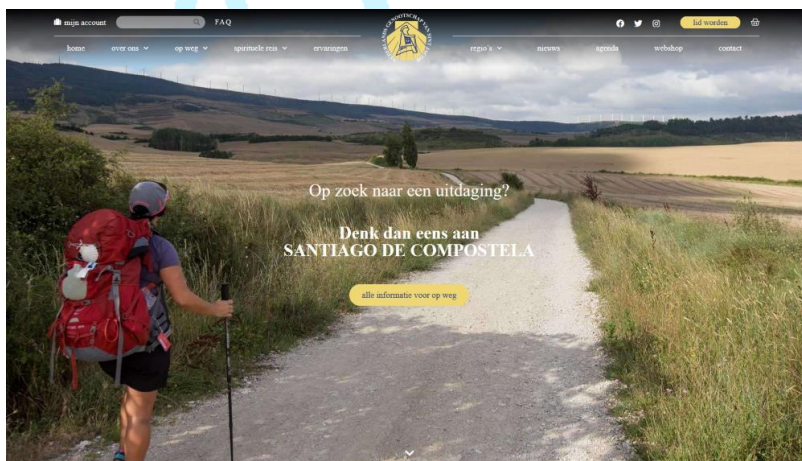 mijn account
FAQ
lid worden
home
over ons
op weg
spirituele reis
ervaringen
regio's
nieuws
agenda
webshop
contact
Op zoek naar een uitdaging?
Denk dan eens aan
SANTIAGO DE COMPOSTELA
alle informatie voor op weg